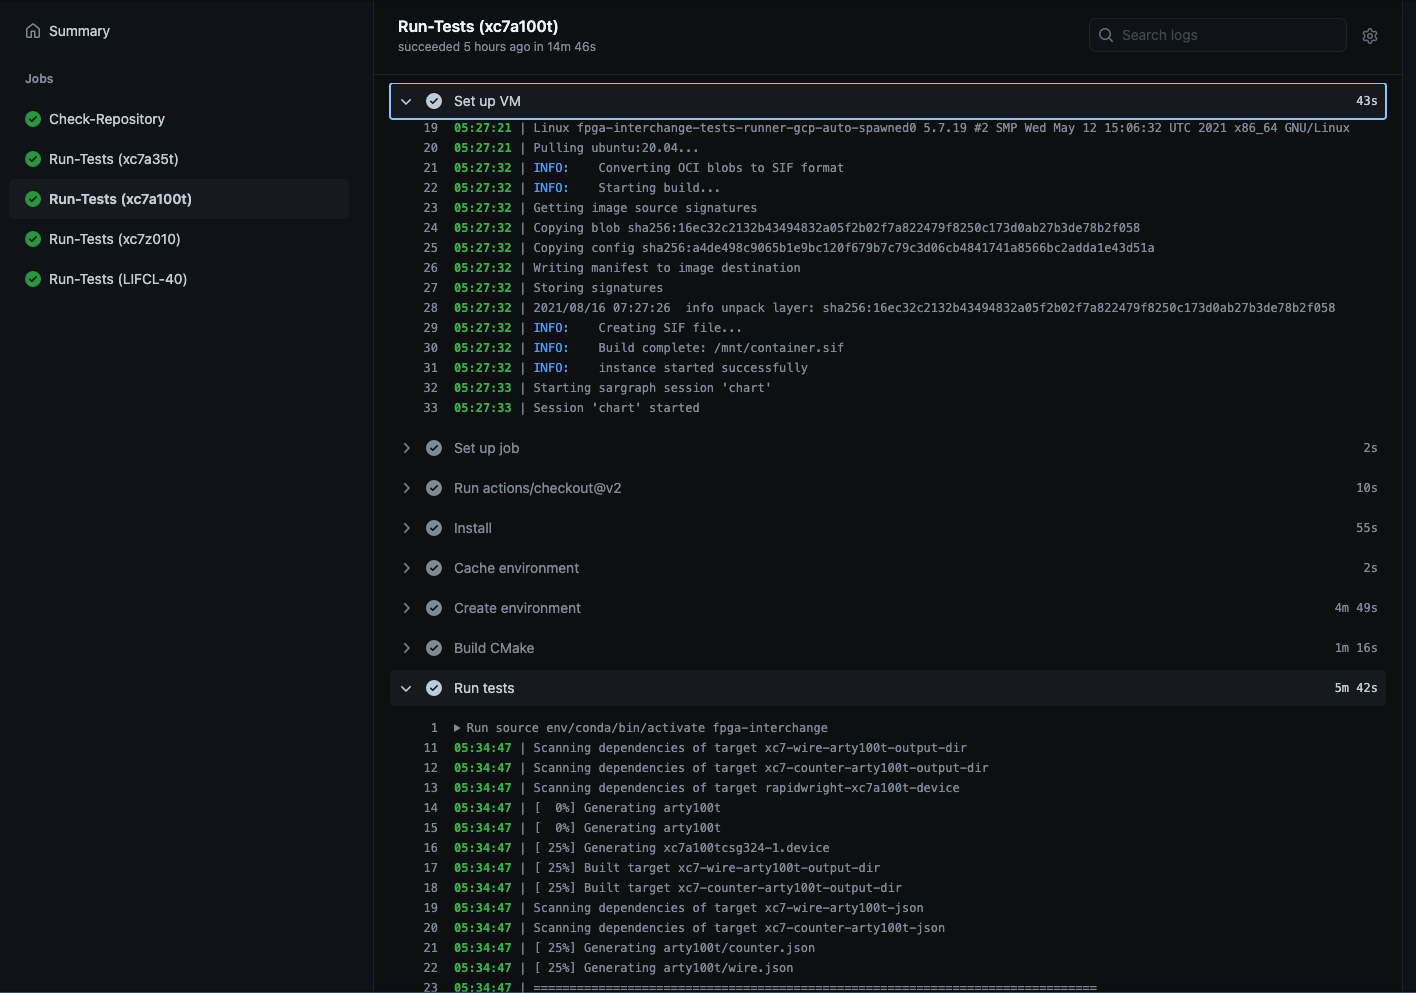 Summary
Jobs
Check-Repository
Run-Tests (xc7a35t)
Run-Tests (xc7a100t)
Run-Tests (xc7z010)
Run-Tests (LIFCL-40)
Run-Tests (xc7a100t)
succeeded 5 hours ago in 14m 46s
Search logs
Set up VM 43s
19 05:27:21 | Linux fpga-interchange-tests-runner-gcp-auto-spawned0 5.7.19 #2 SMP Wed May 12 15:06:32 UTC 2021 x86_64 GNU/Linux
20 05:27:21 | Pulling ubuntu:20.04...
21 05:27:32 | INFO:    Converting OCI blobs to SIF format
22 05:27:32 | INFO:    Starting build...
23 05:27:32 | Getting image source signatures
24 05:27:32 | Copying blob sha256:16ec32c2132b43494832a05f2b02f7a822479f8250c173d0ab27b3de78b2f058
25 05:27:32 | Copying config sha256:a4de498c9065b1e9bc120f679b7c79c3d06cb4841741a8566bc2adda1e43d51a
26 05:27:32 | Writing manifest to image destination
27 05:27:32 | Storing signatures
28 05:27:32 | 2021/08/16 07:27:26  info unpack layer: sha256:16ec32c2132b43494832a05f2b02f7a822479f8250c173d0ab27b3de78b2f058
29 05:27:32 | INFO:    Creating SIF file...
30 05:27:32 | INFO:    Build complete: /mnt/container.sif
31 05:27:32 | INFO:    instance started successfully
32 05:27:33 | Starting sargraph session 'chart'
33 05:27:33 | Session 'chart' started
Set up job 2s
Run actions/checkout@v2 10s
Install 55s
Cache environment 2s
Create environment 4m 49s
Build CMake 1m 16s
Run tests 5m 42s
1 ▶ Run source env/conda/bin/activate fpga-interchange
11 05:34:47 | Scanning dependencies of target xc7-wire-arty100t-output-dir
12 05:34:47 | Scanning dependencies of target xc7-counter-arty100t-output-dir
13 05:34:47 | Scanning dependencies of target rapidwright-xc7a100t-device
14 05:34:47 | [  0%] Generating arty100t
15 05:34:47 | [  0%] Generating arty100t
16 05:34:47 | [ 25%] Generating xc7a100tcsg324-1.device
17 05:34:47 | [ 25%] Built target xc7-wire-arty100t-output-dir
18 05:34:47 | [ 25%] Built target xc7-counter-arty100t-output-dir
19 05:34:47 | Scanning dependencies of target xc7-wire-arty100t-json
20 05:34:47 | Scanning dependencies of target xc7-counter-arty100t-json
21 05:34:47 | [ 25%] Generating arty100t/counter.json
22 05:34:47 | [ 25%] Generating arty100t/wire.json
23 05:34:47 | ==============================================================================